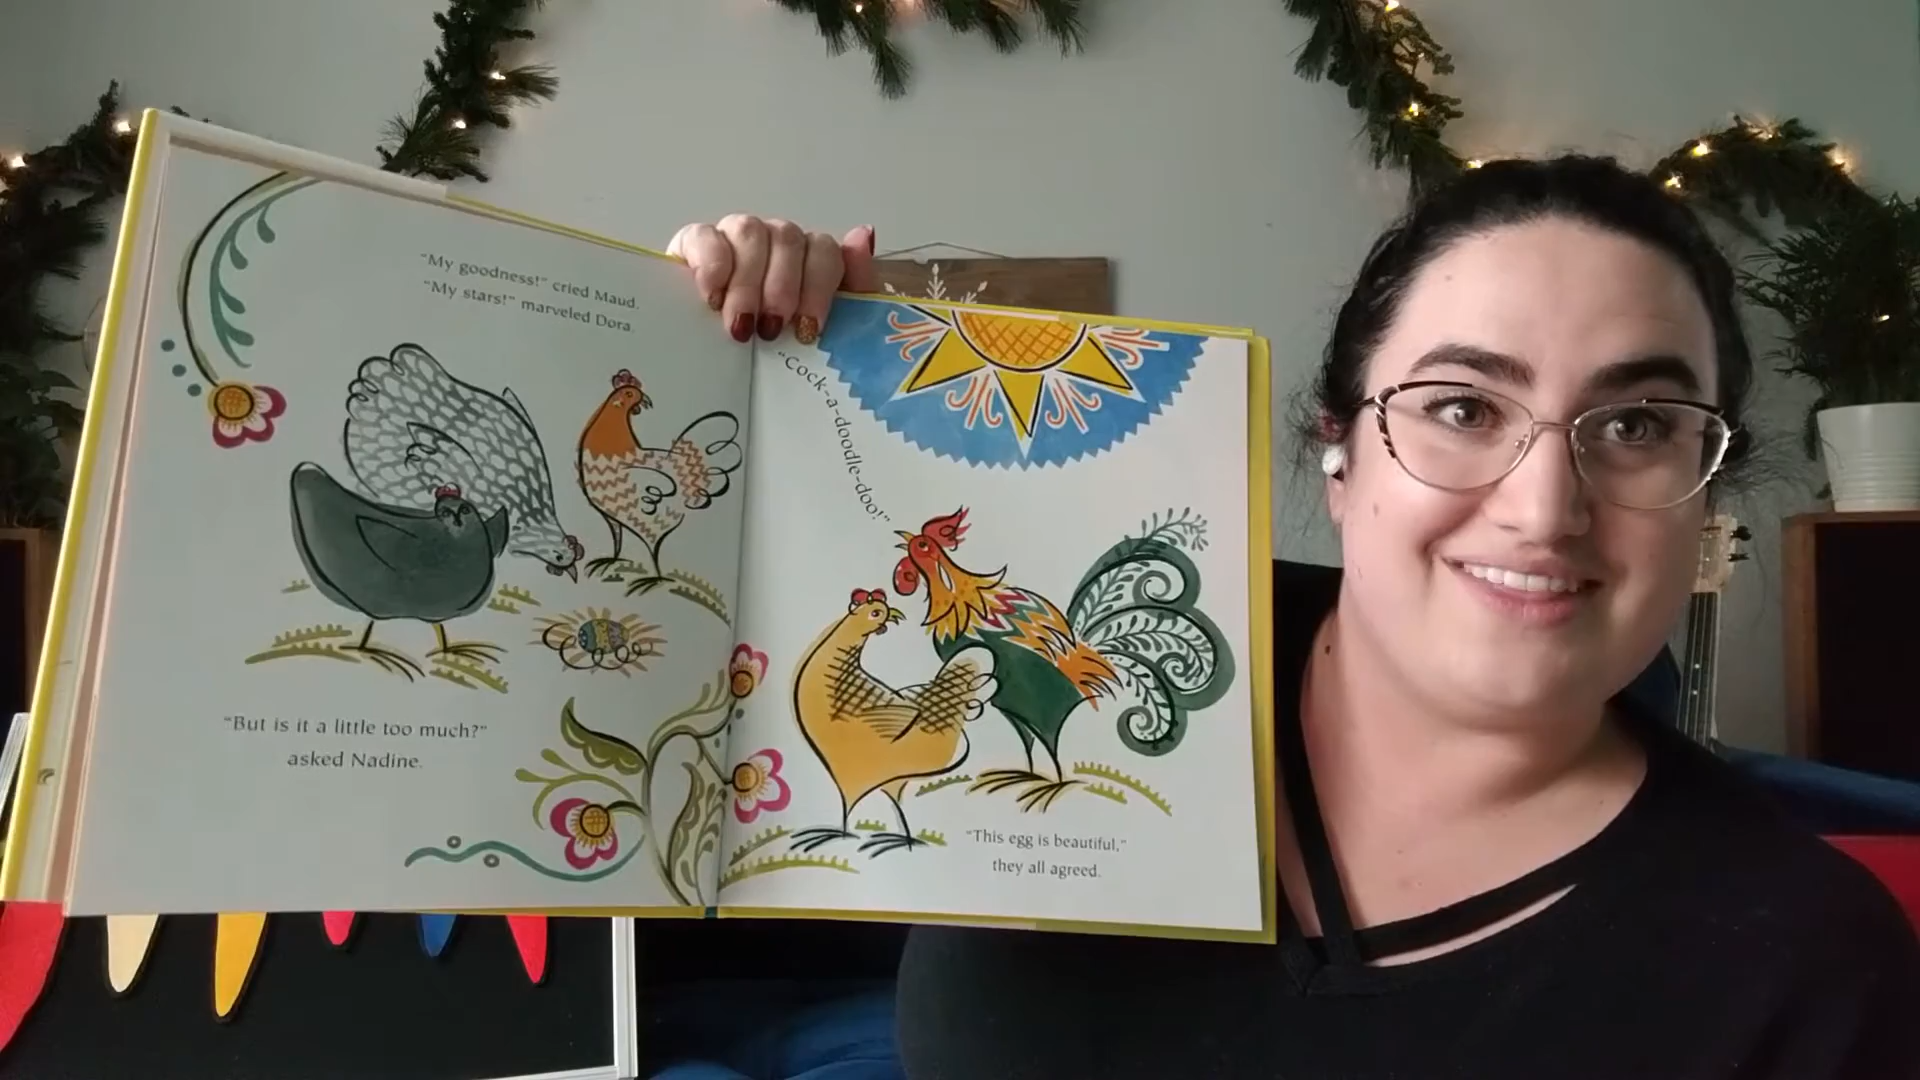 "My goodness!" cried Maud.
"My stars!" marveled Dora.
"But is it a little too much?"
asked Nadine.
"Cock-a-doodle-doo!"
"This egg is beautiful,"
they all agreed.